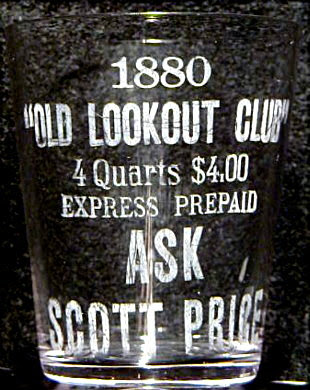 1880
"OLD LOOKOUT CLUB"
4 Quarts $4.00
EXPRESS PREPAID
ASK
SCOTT PRICE